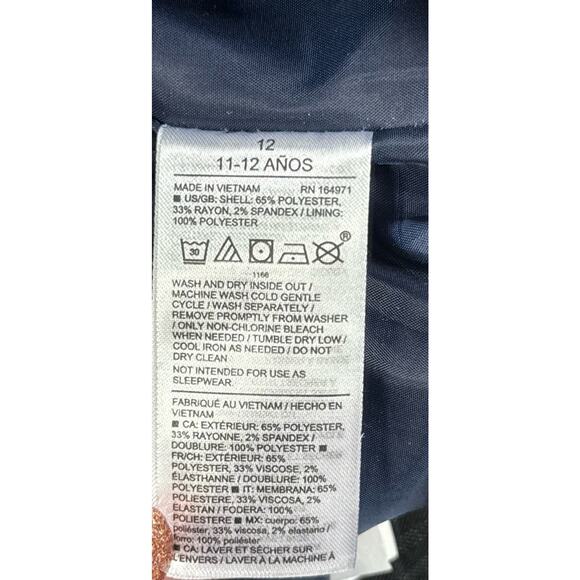 12
11-12 AÑOS
MADE IN VIETNAM RN 164971
■ US/GB: SHELL: 65% POLYESTER,
33% RAYON, 2% SPANDEX / LINING:
100% POLYESTER
30
®
1166
WASH AND DRY INSIDE OUT /
MACHINE WASH COLD GENTLE
CYCLE / WASH SEPARATELY /
REMOVE PROMPTLY FROM WASHER
/ ONLY NON-CHLORINE BLEACH
WHEN NEEDED / TUMBLE DRY LOW /
COOL IRON AS NEEDED / DO NOT
DRY CLEAN
NOT INTENDED FOR USE AS
SLEEPWEAR.
FABRIQUÉ AU VIETNAM / HECHO EN
VIETNAM
■ CA: EXTÉRIEUR: 65% POLYESTER,
33% RAYONNE, 2% SPANDEX /
DOUBLURE: 100% POLYESTER ■
FR/CH: EXTÉRIEUR: 65%
POLYESTER, 33% VISCOSE, 2%
ÉLASTHANNE / DOUBLURE: 100%
POLYESTER ■ IT: MEMBRANA: 65%
POLIESTERE, 33% VISCOSA, 2%
ELASTAN / FODERA: 100%
POLIESTERE ■ MX: cuerpo: 65%
poliéster, 33% viscosa, 2% elastano /
forro: 100% poliéster
■ CA: LAVER ET SÉCHER SUR
L'ENVERS / LAVER À LA MACHINE À